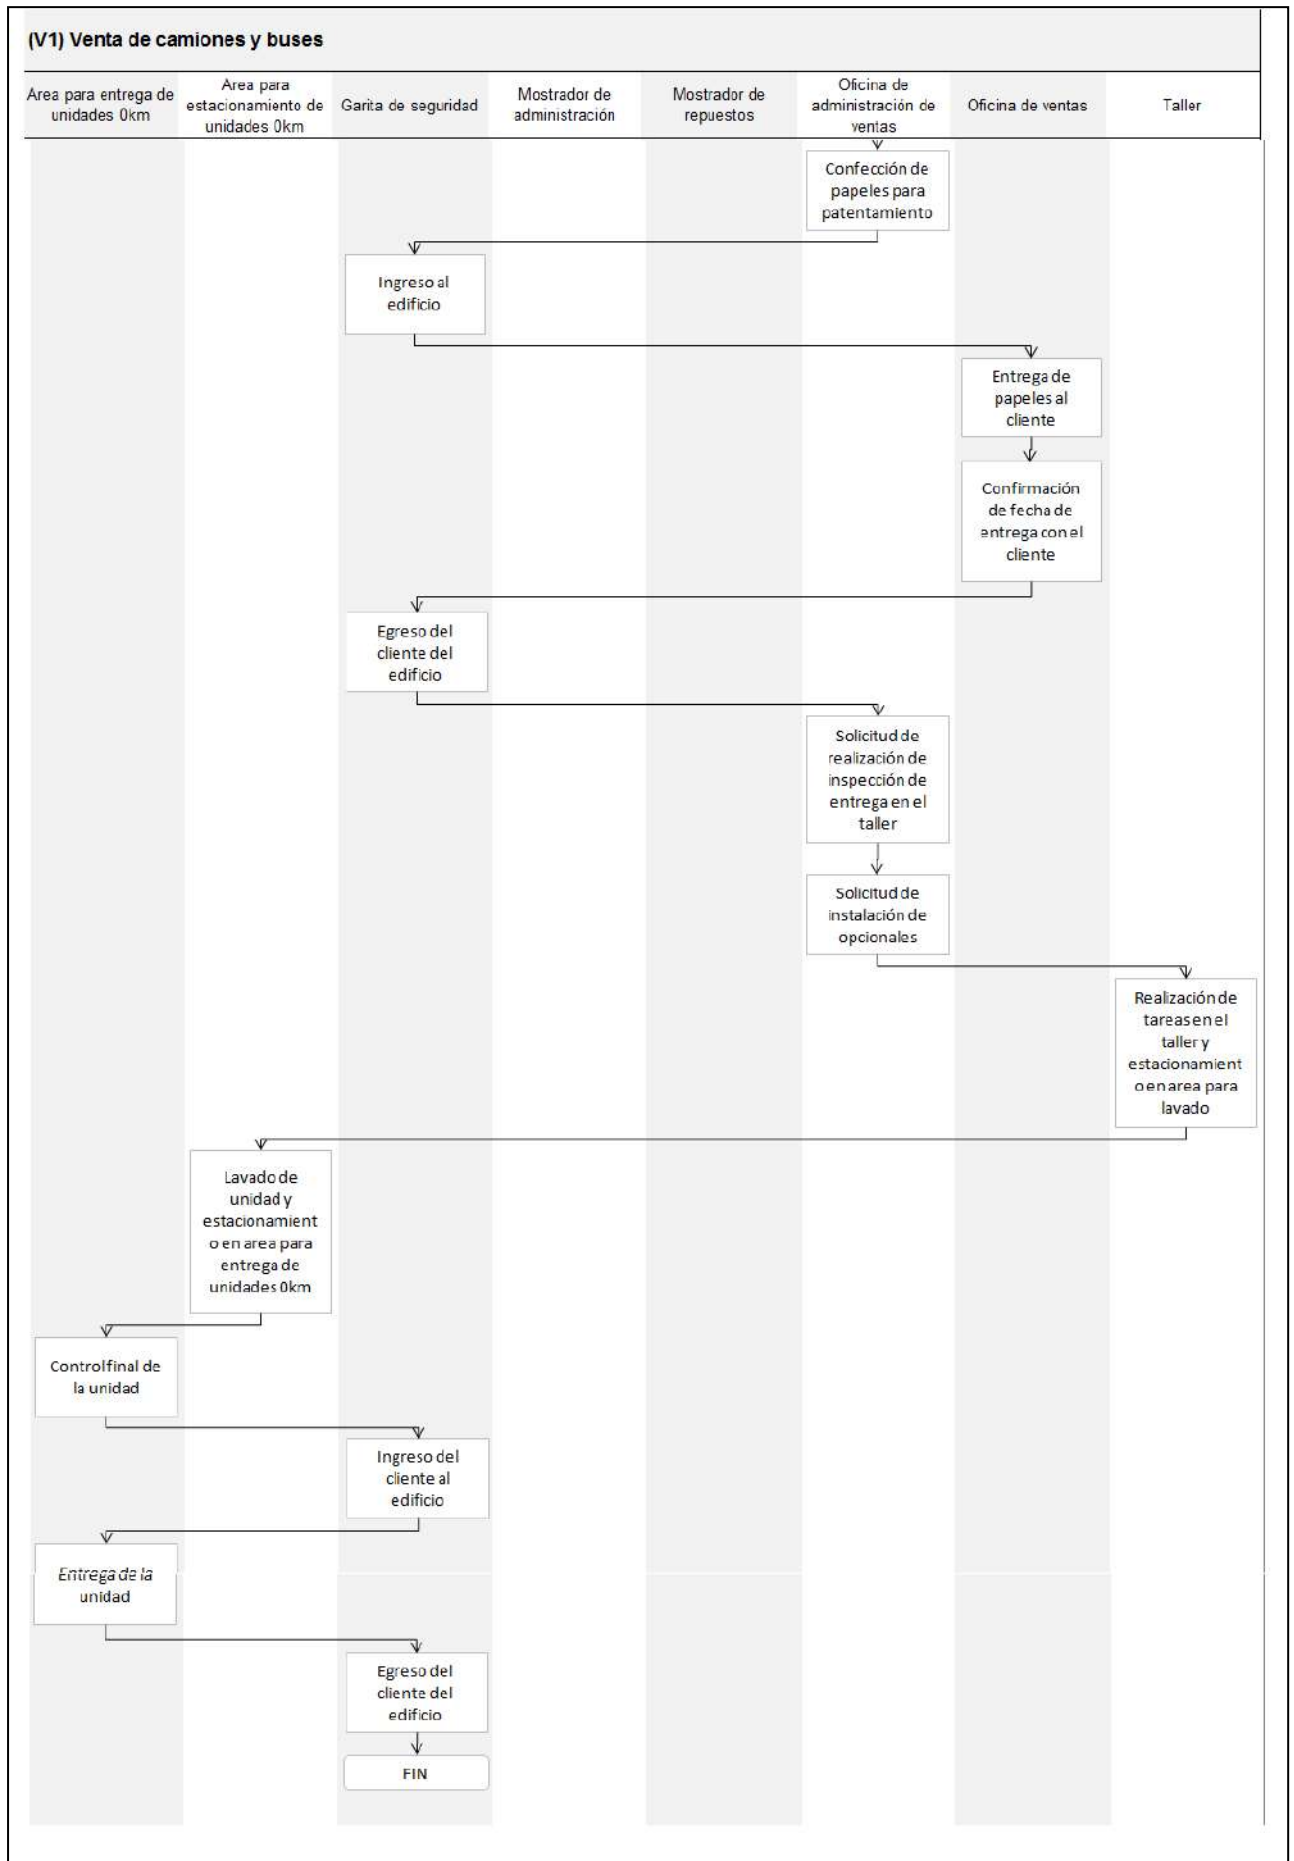 (V1) Venta de camiones y buses
Area para entrega de
unidades 0km
Area para
estacionamiento de
unidades 0km
Garita de seguridad
Mostrador de
administración
Mostrador de
repuestos
Oficina de
administración de
ventas
Oficina de ventas
Taller
Confección de
papeles para
patentamiento
Ingreso al
edificio
Entrega de
papeles al
cliente
Confirmación
de fecha de
entrega con el
cliente
Egreso del
cliente del
edificio
Solicitud de
realización de
inspección de
entrega en el
taller
Solicitud de
instalación de
opcionales
Realización de
tareas en el
taller y
estacionamient
o en area para
lavado
Lavado de
unidad y
estacionamient
o en area para
entrega de
unidades 0km
Control final de
la unidad
Ingreso del
cliente al
edificio
Entrega de la
unidad
Egreso del
cliente del
edificio
FIN